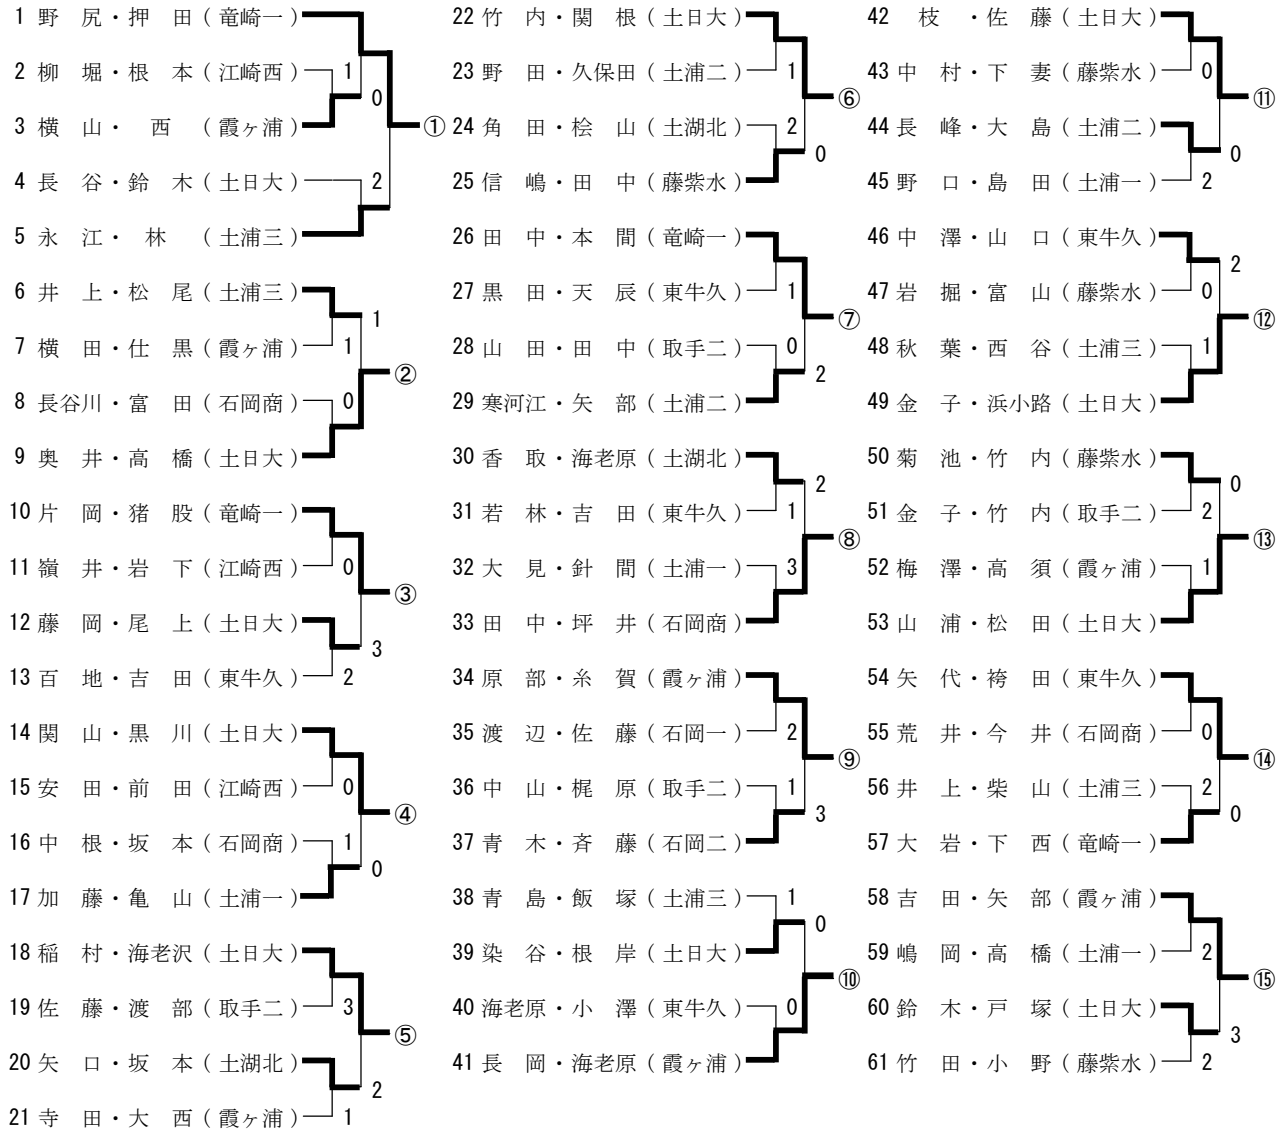 1 野 尻・押 田 (竜崎一)
2 柳 堀・根 本 (江崎西)
1
0
3 横 山・ 西 (霞ヶ浦)
①
4 長 谷・鈴 木 (土日大)
2
5 永 江・ 林 (土浦三)
6 井 上・松 尾 (土浦三)
1
7 横 田・仕 黒 (霞ヶ浦)
1
②
8 長谷川・富 田 (石岡商)
0
9 奥 井・高 橋 (土日大)
10 片 岡・猪 股 (竜崎一)
11 嶺 井・岩 下 (江崎西)
0
③
12 藤 岡・尾 上 (土日大)
3
13 百 地・吉 田 (東牛久)
2
14 関 山・黒 川 (土日大)
15 安 田・前 田 (江崎西)
0
④
16 中 根・坂 本 (石岡商)
1
0
17 加 藤・亀 山 (土浦一)
18 稲 村・海老沢 (土日大)
19 佐 藤・渡 部 (取手二)
3
⑤
20 矢 口・坂 本 (土湖北)
2
21 寺 田・大 西 (霞ヶ浦)
1
22 竹 内・関 根 (土日大)
23 野 田・久保田 (土浦二)
1
⑥
24 角 田・桧 山 (土湖北)
2
0
25 信 嶋・田 中 (藤紫水)
26 田 中・本 間 (竜崎一)
27 黒 田・天 辰 (東牛久)
1
⑦
28 山 田・田 中 (取手二)
0
2
29 寒河江・矢 部 (土浦二)
30 香 取・海老原 (土湖北)
2
31 若 林・吉 田 (東牛久)
1
⑧
32 大 見・針 間 (土浦一)
3
33 田 中・坪 井 (石岡商)
34 原 部・糸 賀 (霞ヶ浦)
35 渡 辺・佐 藤 (石岡一)
2
⑨
36 中 山・梶 原 (取手二)
1
3
37 青 木・斉 藤 (石岡二)
38 青 島・飯 塚 (土浦三)
1
0
39 染 谷・根 岸 (土日大)
⑩
40 海老原・小 澤 (東牛久)
0
41 長 岡・海老原 (霞ヶ浦)
42 枝 ・佐 藤 (土日大)
43 中 村・下 妻 (藤紫水)
0
⑪
44 長 峰・大 島 (土浦二)
0
45 野 口・島 田 (土浦一)
2
46 中 澤・山 口 (東牛久)
2
47 岩 掘・富 山 (藤紫水)
0
⑫
48 秋 葉・西 谷 (土浦三)
1
49 金 子・浜小路 (土日大)
50 菊 池・竹 内 (藤紫水)
0
51 金 子・竹 内 (取手二)
2
⑬
52 梅 澤・高 須 (霞ヶ浦)
1
53 山 浦・松 田 (土日大)
54 矢 代・袴 田 (東牛久)
55 荒 井・今 井 (石岡商)
0
⑭
56 井 上・柴 山 (土浦三)
2
0
57 大 岩・下 西 (竜崎一)
58 吉 田・矢 部 (霞ヶ浦)
59 嶋 岡・高 橋 (土浦一)
2
⑮
60 鈴 木・戸 塚 (土日大)
3
61 竹 田・小 野 (藤紫水)
2